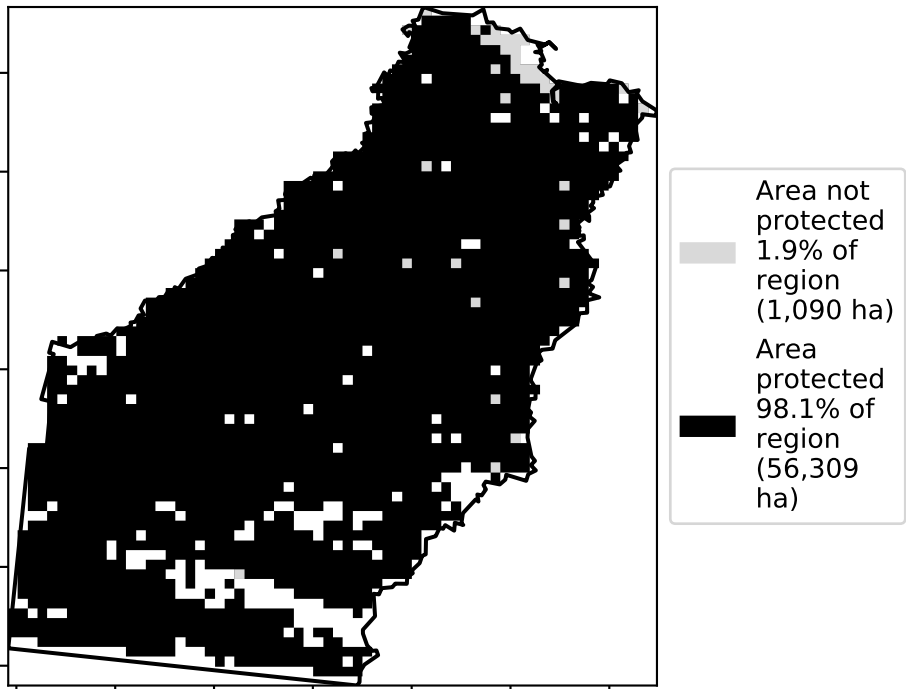 Area not
protected
1.9% of
region
(1,090 ha)
Area
protected
98.1% of
region
(56,309
ha)